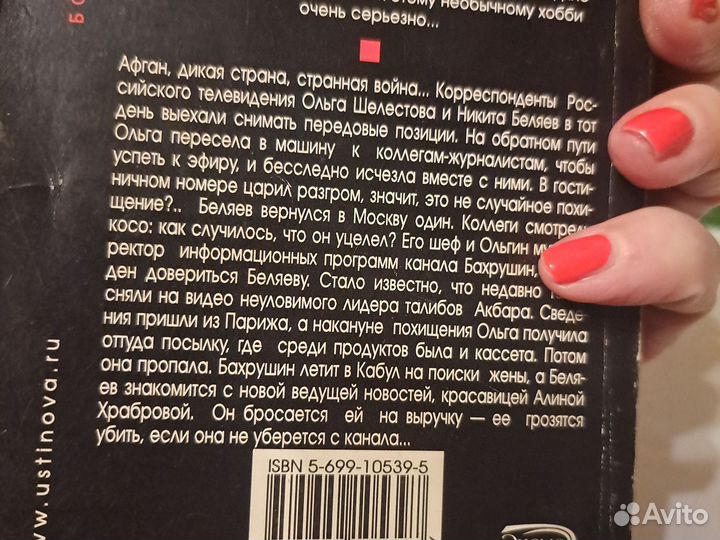 этому необычному хобби
очень серьезно...
Афган, дикая страна, странная война... Корреспонденты Рос-
сийского телевидения Ольга Шелестова и Никита Беляев в тот
день выехали снимать передовые позиции. На обратном пути
Ольга пересела в машину к коллегам-журналистам, чтобы
успеть к эфиру, и бесследно исчезла вместе с ними. В гости-
ничном номере царил разгром, значит, это не случайное похи-
щение?.. Беляев вернулся в Москву один. Коллеги смотрели
косо: как случилось, что он уцелел? Его шеф и Ольгин
ректор информационных программ канала Бахрушин,
ден довериться Беляеву. Стало известно, что недавно
сняли на видео неуловимого лидера талибов Акбара. Сведе-
ния пришли из Парижа, а накануне похищения Ольга получила
оттуда посылку, где среди продуктов была и кассета. Потом
она пропала. Бахрушин летит в Кабул на поиски жены, а Беля-
ев знакомится с новой ведущей новостей, красавицей Алиной
Храбровой. Он бросается ей на выручку — ее грозятся
убить, если она не уберется с канала...
ISBN 5-699-10539-5
www.ustinova.ru
Avito